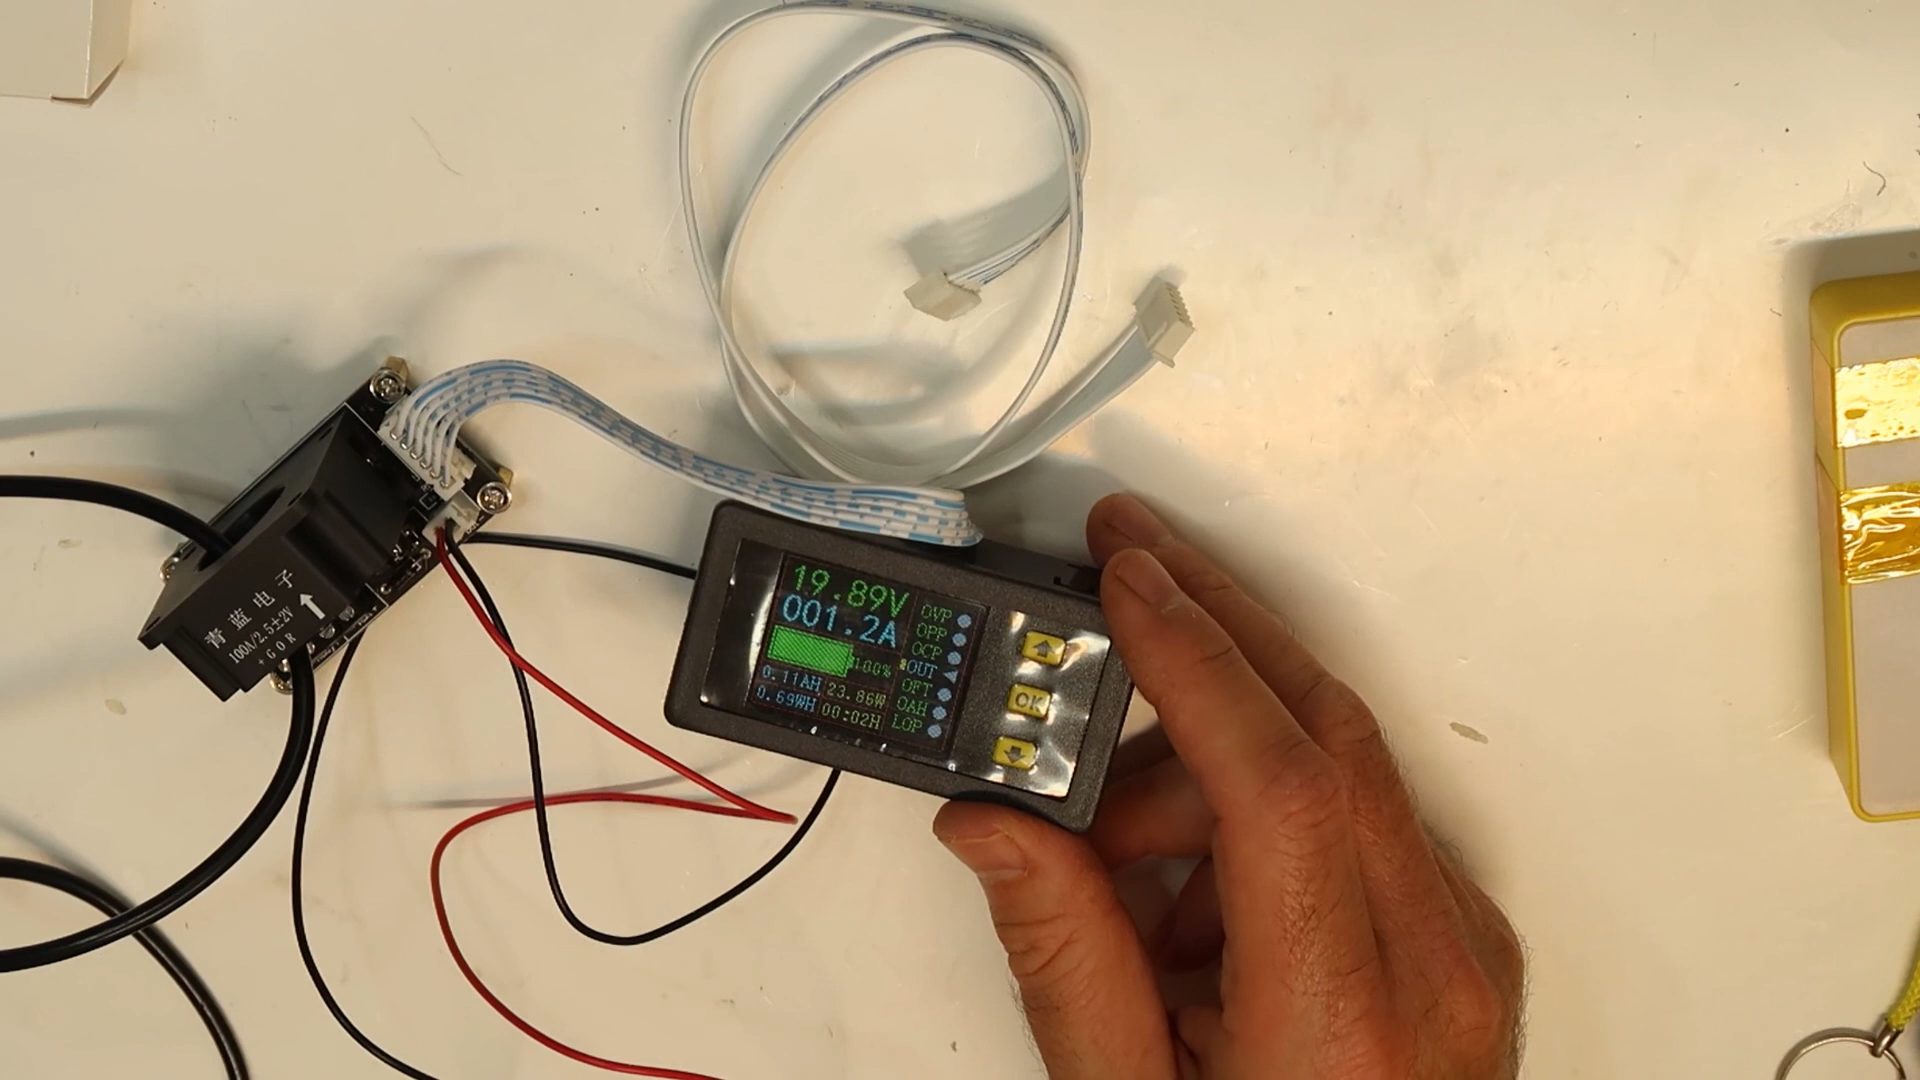 青 蓝 电 子
100A/2.5±2V
+ G O R
19.89V
001.2A
100%
0.11AH
23.86W
0.69WH
00:02H
OVP
OPP
OCP
OUT
OFT
OAH
LOP
OK